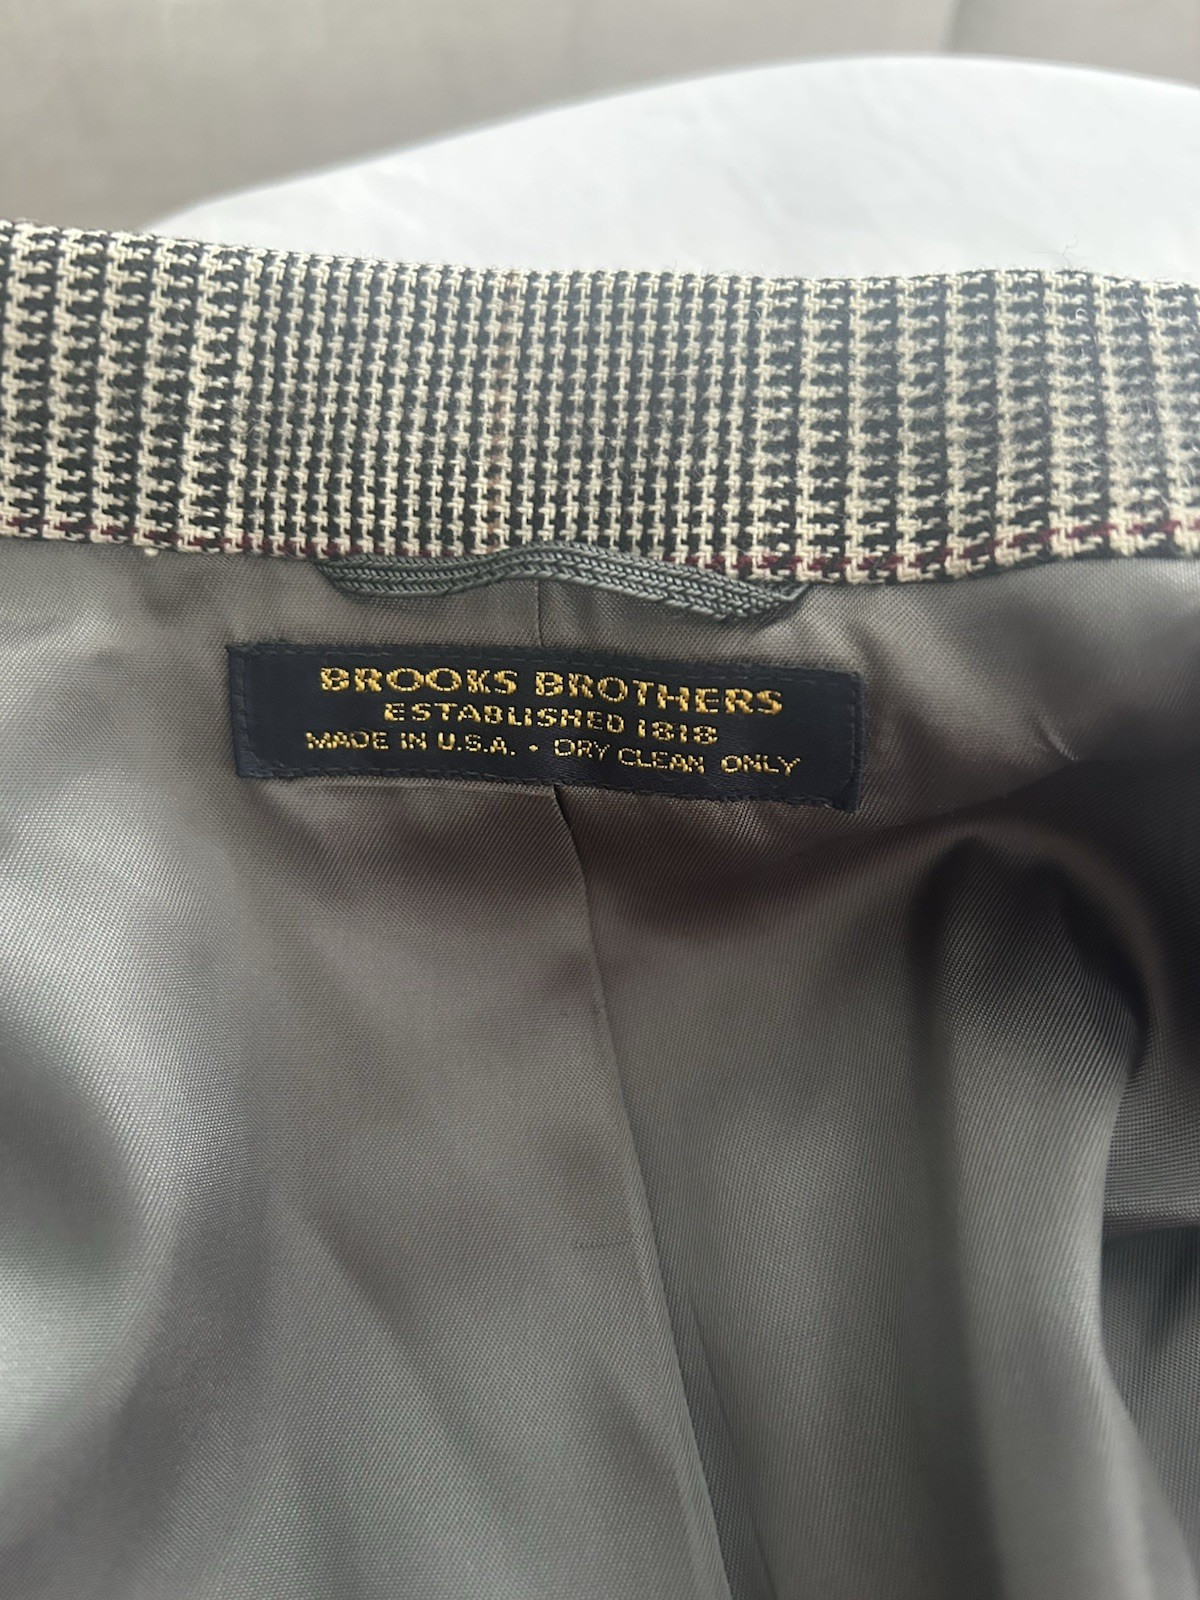 BROOKS BROTHERS
ESTABLISHED 1818
MADE IN U.S.A. • DRY CLEAN ONLY